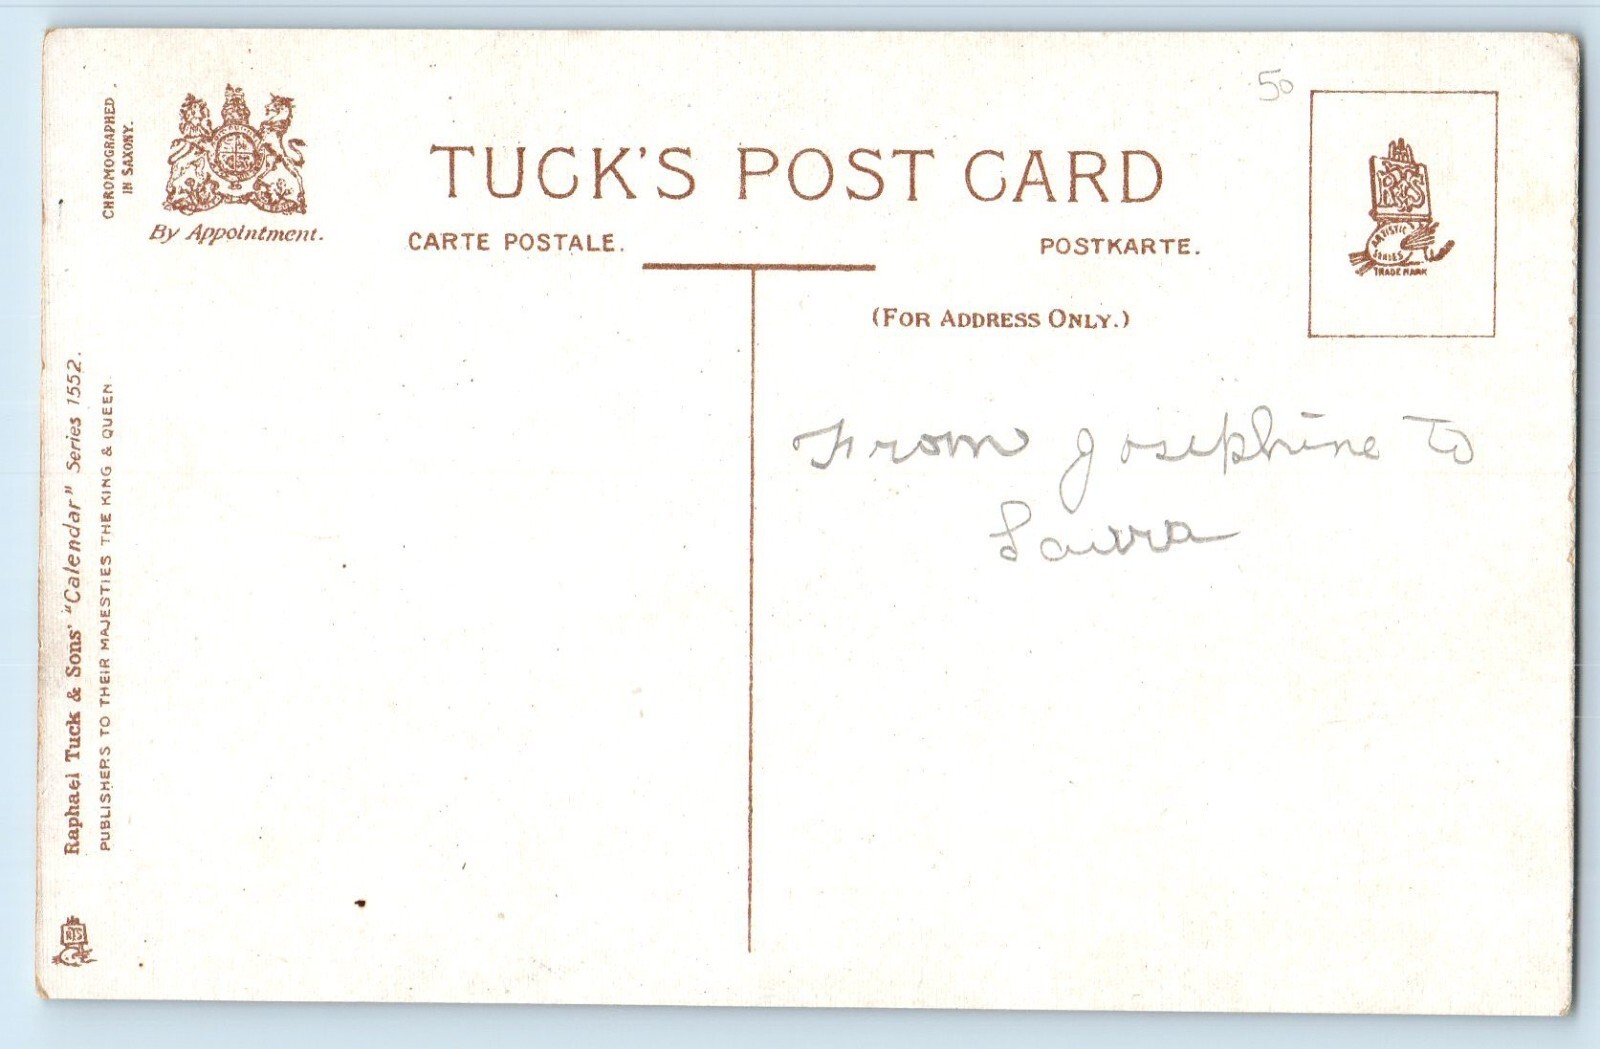 CHROMOGRAPHED
IN SAXONY.
By Appointment.
TUCK'S POST CARD
CARTE POSTALE.
POSTKARTE.
(FOR ADDRESS ONLY.)
50
R&S
ARTISTIC
SERIES
TRADE MARK
From Josephine To
Laura
Raphael Tuck & Sons' "Calendar" Series 1552.
PUBLISHERS TO THEIR MAJESTIES THE KING & QUEEN